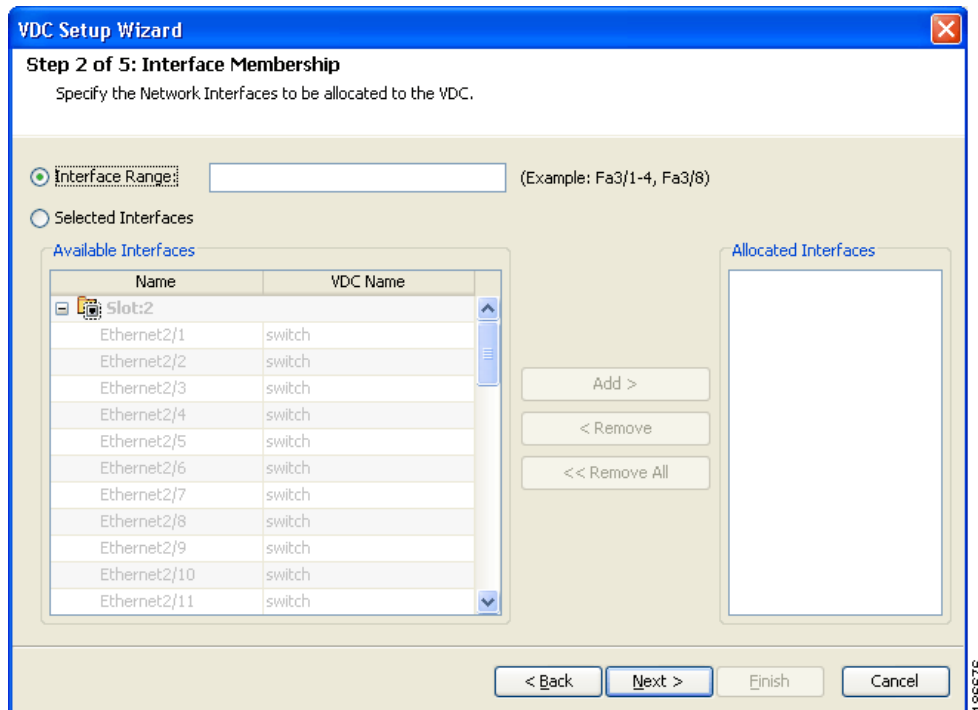 VDC Setup Wizard
Step 2 of 5: Interface Membership
Specify the Network Interfaces to be allocated to the VDC.
Interface Range: (Example: Fa3/1-4, Fa3/8)
Selected Interfaces
Available Interfaces
Allocated Interfaces
Name VDC Name
Slot:2
Ethernet2/1 switch
Ethernet2/2 switch
Ethernet2/3 switch
Ethernet2/4 switch
Ethernet2/5 switch
Ethernet2/6 switch
Ethernet2/7 switch
Ethernet2/8 switch
Ethernet2/9 switch
Ethernet2/10 switch
Ethernet2/11 switch
Add >
< Remove
<< Remove All
< Back
Next >
Finish
Cancel